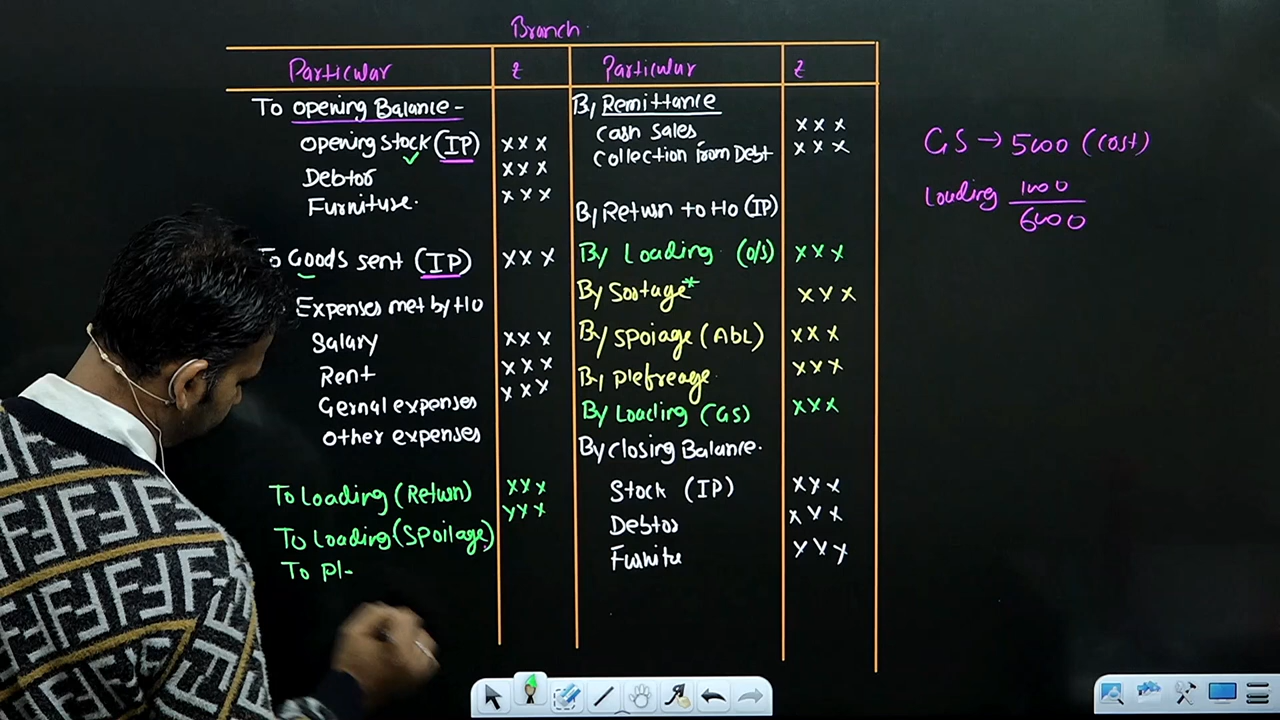 Branch
Particular ₹ Particular ₹
To Opening Balance-
Opening Stock (IP) xxx
Debtor xxx
Furniture. xxx
To Goods sent (IP) xxx
Expenses met by Ho
Salary xxx
Rent xxx
Gernal expenses xxx
Other expenses
To Loading (Return) xxx
To Loading (Spoilage) xxx
To Pl-
By Remittance
Cash Sales xxx
Collection from Debt xxx
By Return to Ho (IP)
By Loading (O/S) xxx
By Sortage* xxx
By Spoiage (AbL) xxx
By Plefreage. xxx
By Loading (GS) xxx
By Closing Balance.
Stock (IP) xxx
Debtor xxx
Furnitu xxx
GS → 5000 (Cost)
Loading 1000
6000